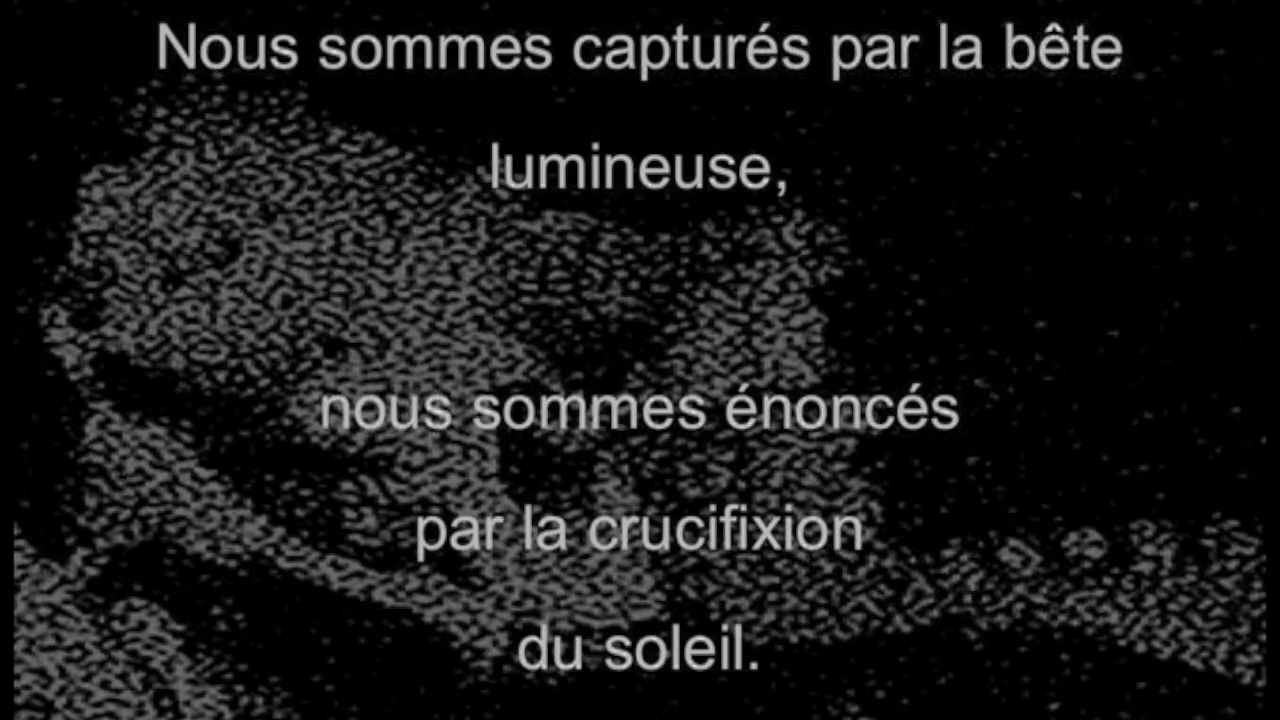 Nous sommes capturés par la bête
lumineuse,
nous sommes énoncés
par la crucifixion
du soleil.